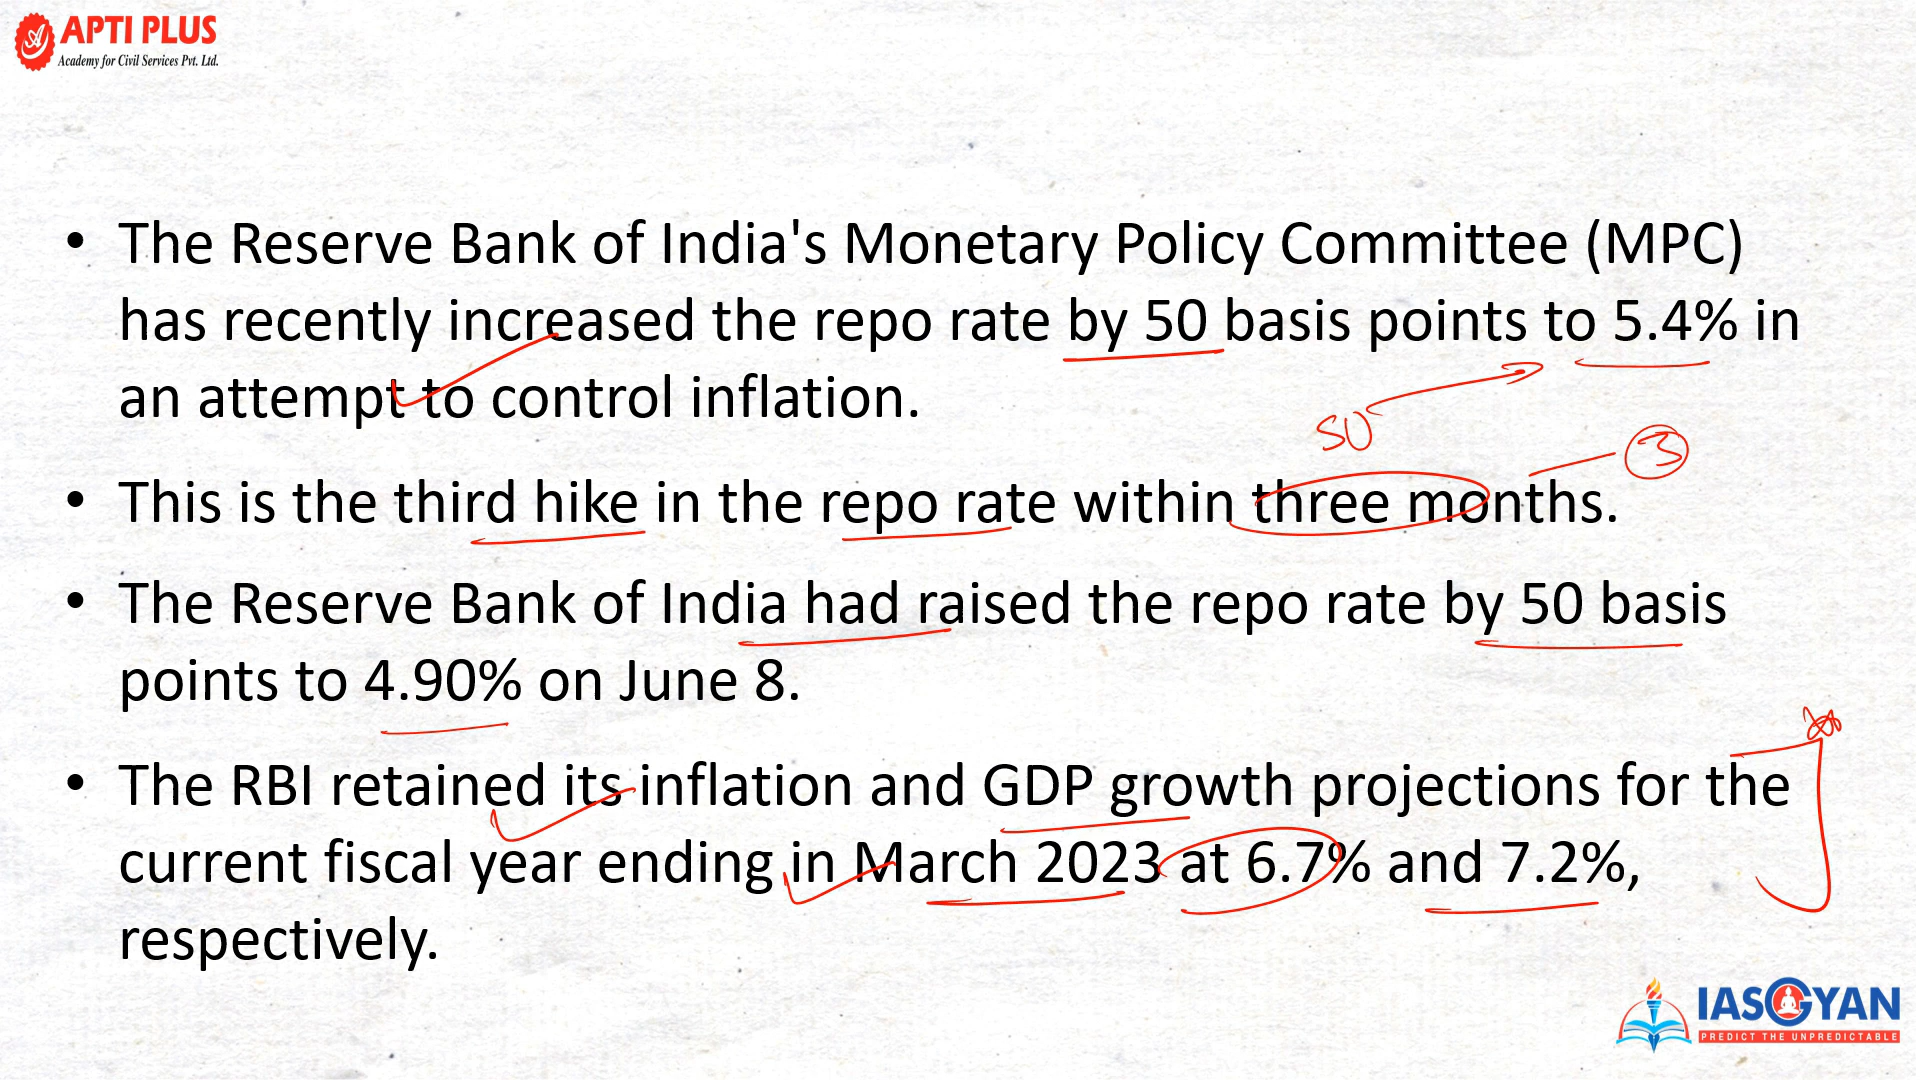 APTI PLUS
Academy for Civil Services Pvt. Ltd.
• The Reserve Bank of India's Monetary Policy Committee (MPC)
has recently increased the repo rate by 50 basis points to 5.4% in
an attempt to control inflation.
50
3
• This is the third hike in the repo rate within three months.
• The Reserve Bank of India had raised the repo rate by 50 basis
points to 4.90% on June 8.
• The RBI retained its inflation and GDP growth projections for the
current fiscal year ending in March 2023 at 6.7% and 7.2%,
respectively.
IASGYAN
PREDICT THE UNPREDICTABLE